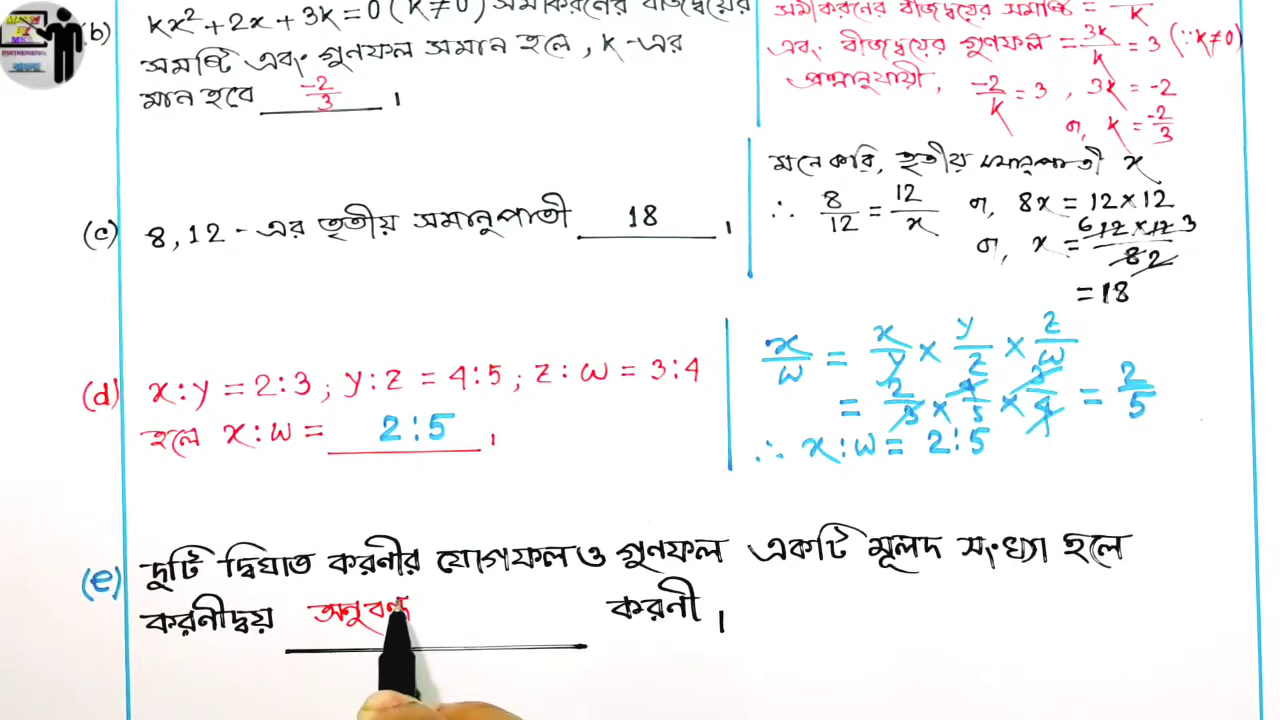 (b) kx²+2x+3k=0 (k≠0) সমীকরণের বীজদ্বয়ের
সমষ্টি এবং গুণফল সমান হলে, k-এর
মান হবে -2/3 ।
সমীকরণের বীজদ্বয়ের সমষ্টি = /k
এবং বীজদ্বয়ের গুণফল = 3k/k = 3 (∵k≠0)
প্রশ্নানুযায়ী, -2/k = 3 , 3k = -2
বা, k = -2/3
(c) 8,12 - এর তৃতীয় সমানুপাতী 18 ।
মনে করি, তৃতীয় সমানুপাতী x
∴ 8/12 = 12/x বা, 8x = 12×12
বা, x = 6 12×12 3/8 2
= 18
(d) x:y = 2:3 ; y:z = 4:5 ; z:w = 3:4
হলে x:w = 2:5 ।
x/w = x/y × y/z × z/w
= 2/3 × 4/5 × 3/4 = 2/5
∴ x:w = 2:5
(e) দুটি দ্বিঘাত করণীর যোগফল ও গুণফল একটি মূলদ সংখ্যা হলে
করণীদ্বয় অনুবন্ধ করণী ।